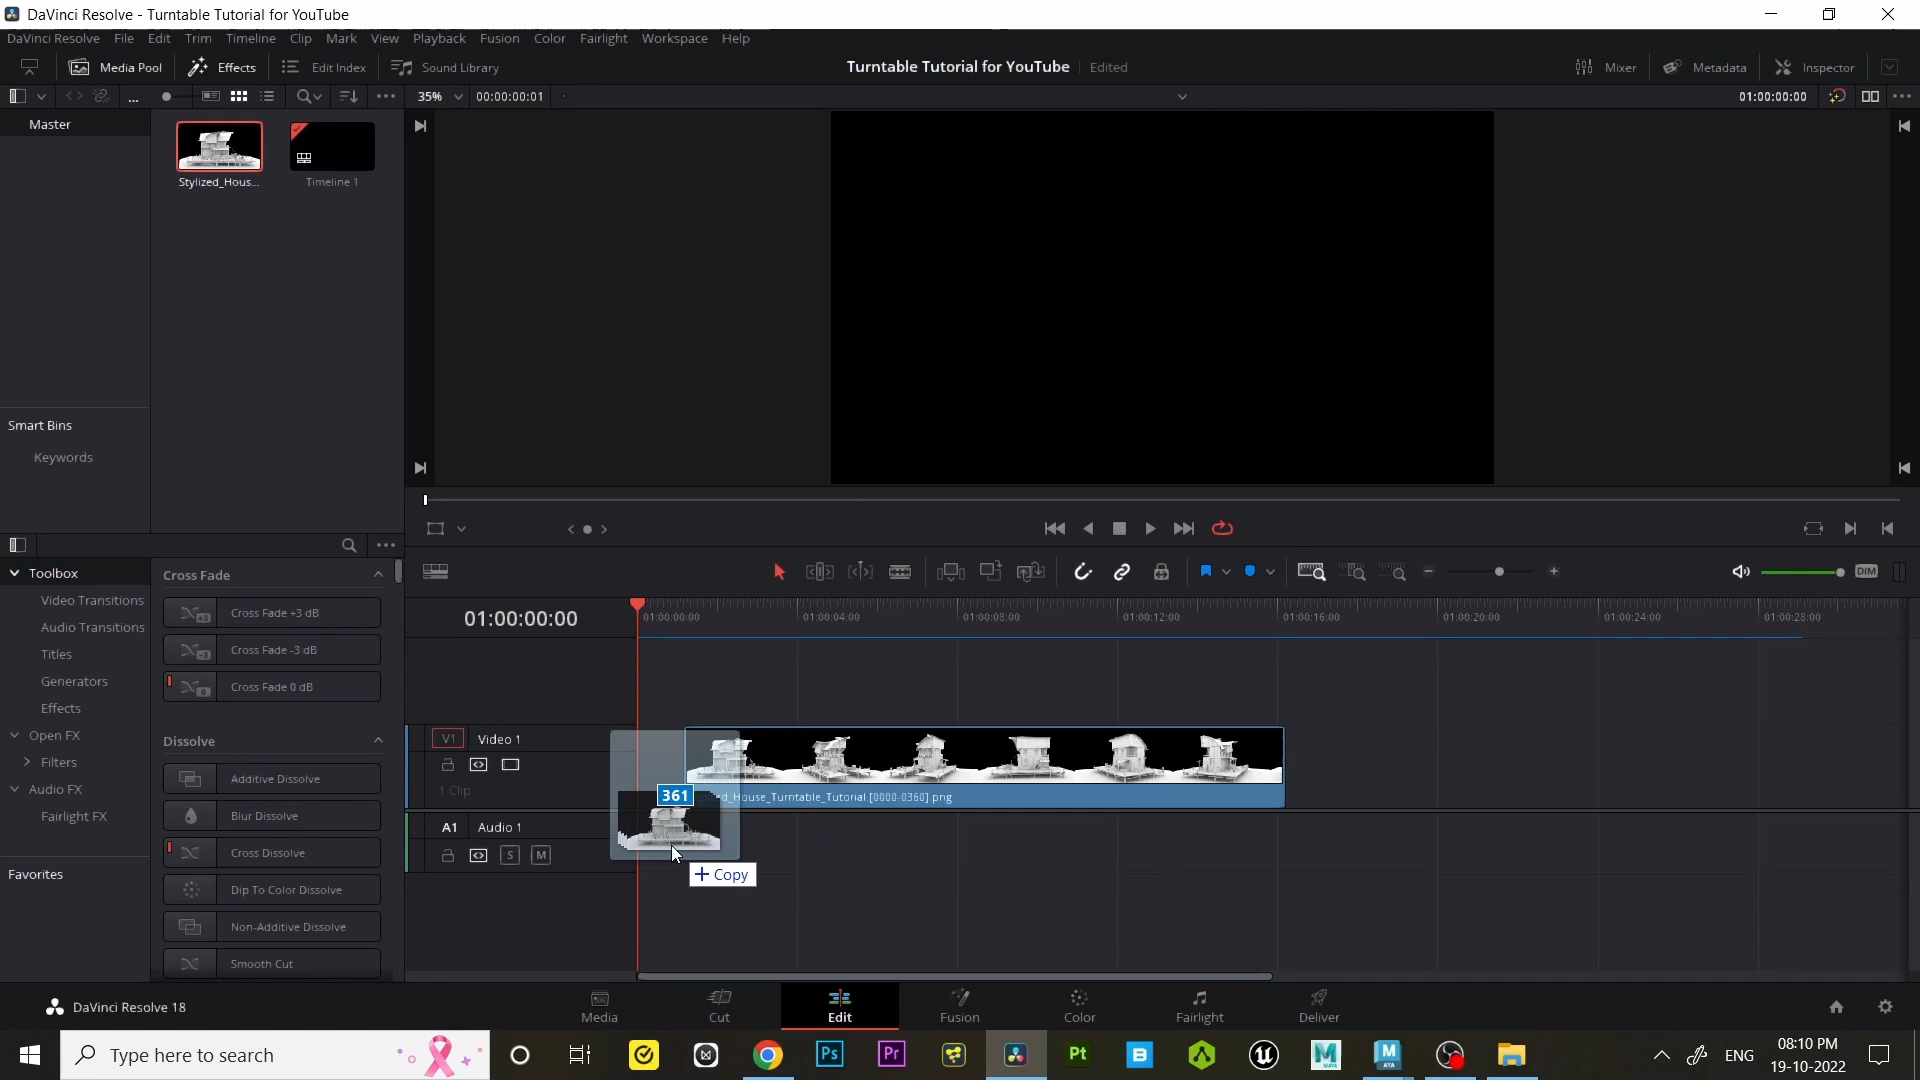 DaVinci Resolve - Turntable Tutorial for YouTube
DaVinci Resolve File Edit Trim Timeline Clip Mark View Playback Fusion Color Fairlight Workspace Help
Media Pool Effects Edit Index Sound Library Turntable Tutorial for YouTube Edited Mixer Metadata Inspector
35% 00:00:00:01 01:00:00:00
Master
Stylized_Hous... Timeline 1
Smart Bins
Keywords
Toolbox
Video Transitions
Audio Transitions
Titles
Generators
Effects
Open FX
Filters
Audio FX
Fairlight FX
Favorites
Cross Fade
Cross Fade +3 dB
Cross Fade -3 dB
Cross Fade 0 dB
Dissolve
Additive Dissolve
Blur Dissolve
Cross Dissolve
Dip To Color Dissolve
Non-Additive Dissolve
Smooth Cut
DIM
01:00:00:00 01:00:00:00 01:00:04:00 01:00:08:00 01:00:12:00 01:00:16:00 01:00:20:00 01:00:24:00 01:00:28:00
V1 Video 1
1 Clip
361
House_Turntable_Tutorial [0000-0360].png
A1 Audio 1
S M
+ Copy
DaVinci Resolve 18
Media Cut Edit Fusion Color Fairlight Deliver
Type here to search
Ps Pr Pt B M MAYA M
ENG 08:10 PM
19-10-2022